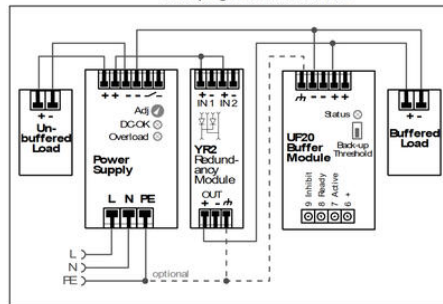 + + - -
+ - + -
IN 1 IN 2
- - + +
+ -
Un-
buffered
Load
Adj
DC-OK
Overload
Power
Supply
L N PE
YR2
Redund-
ancy
Module
OUT
+ -
Status
UF20
Buffer
Module
Back-up
Threshold
9 Inhibit
8 Ready
7 Active
6 +
+ -
Buffered
Load
L
N
PE
optional